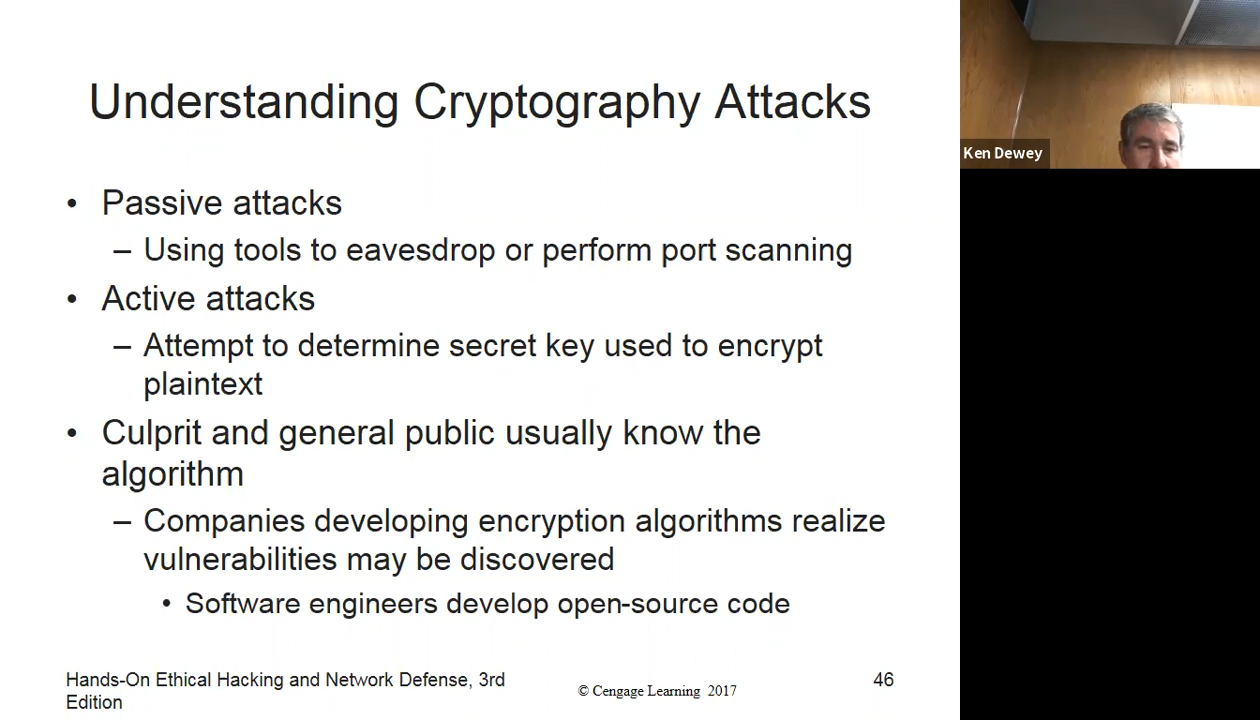 Understanding Cryptography Attacks
• Passive attacks
– Using tools to eavesdrop or perform port scanning
• Active attacks
– Attempt to determine secret key used to encrypt
plaintext
• Culprit and general public usually know the
algorithm
– Companies developing encryption algorithms realize
vulnerabilities may be discovered
• Software engineers develop open-source code
Hands-On Ethical Hacking and Network Defense, 3rd
Edition
© Cengage Learning 2017
46
Ken Dewey